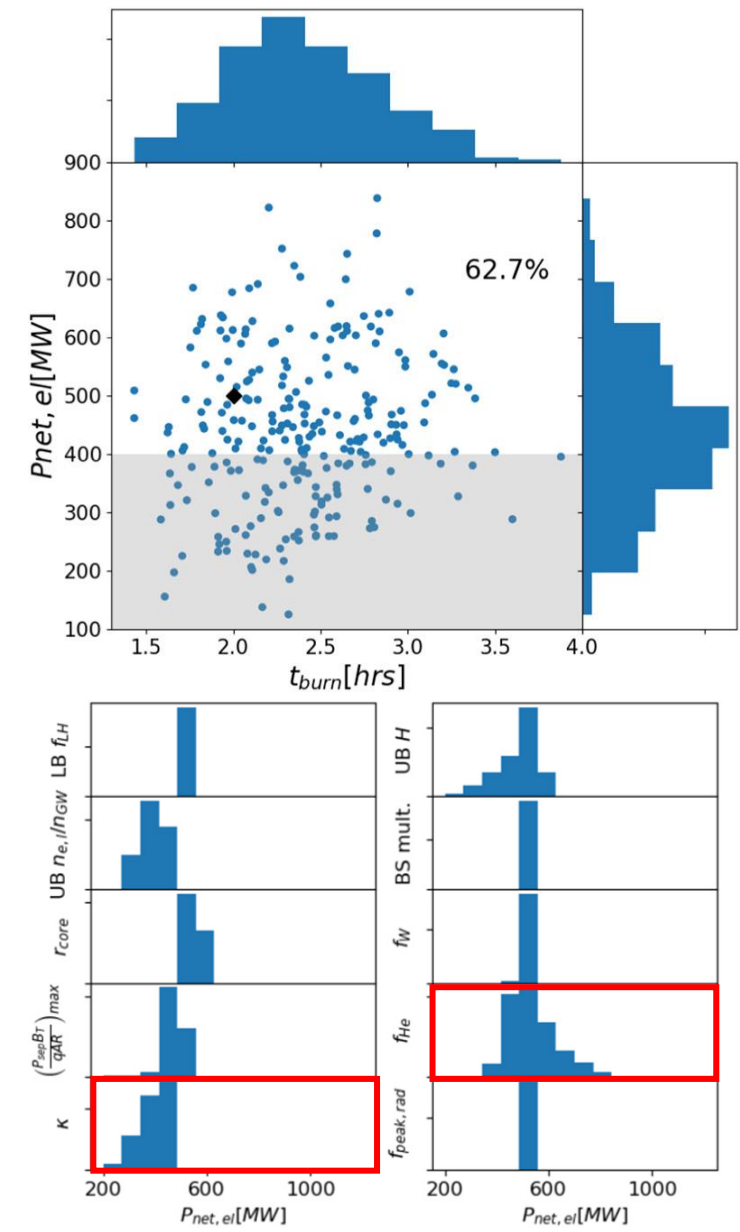 900
800
700
600
500
400
300
200
100
Pnet, el[MW]
62.7%
1.5 2.0 2.5 3.0 3.5 4.0
t_burn[hrs]
LB f_LH
UB H
UB n_e,l/n_GW
BS mult.
r_core
f_W
(P_sep B_T / qAR)^max
f_He
κ
f_peak, rad
200 600 1000
200 600 1000
P_net, el[MW]
P_net, el[MW]